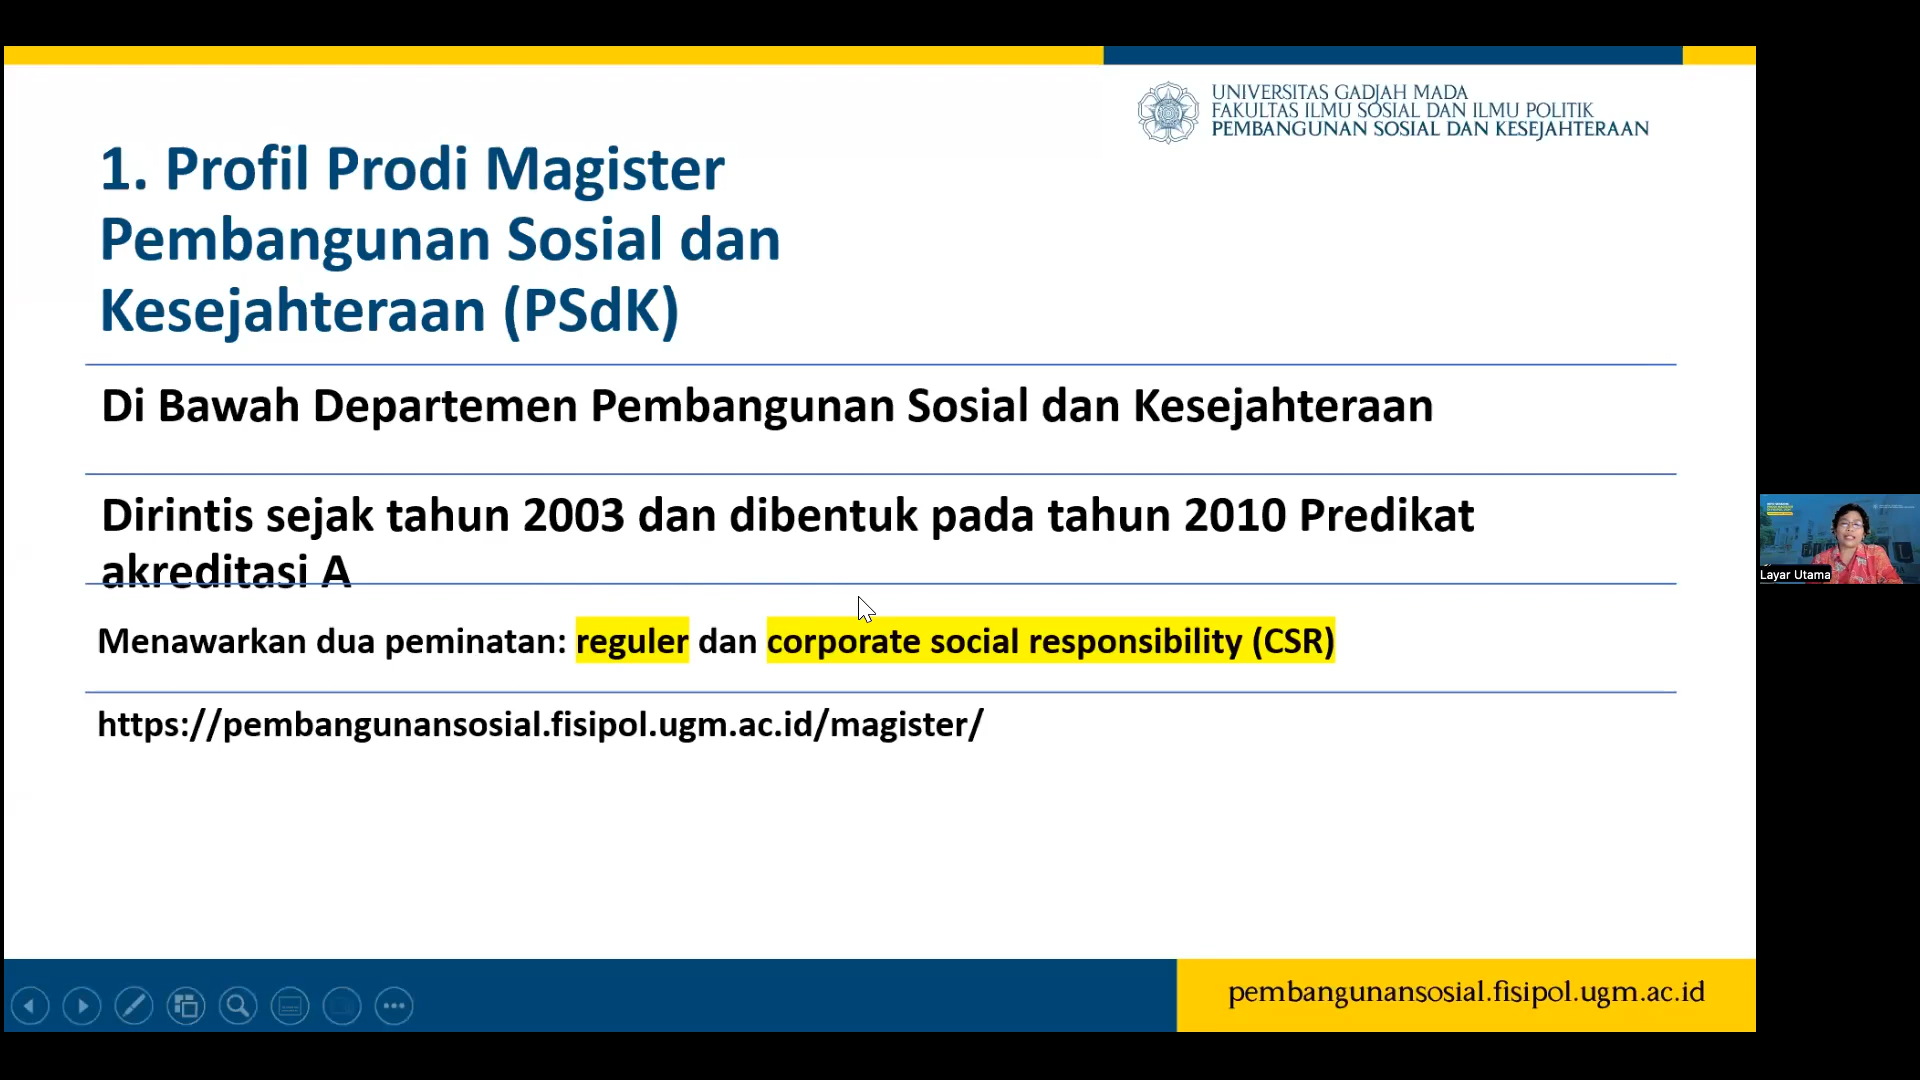 UNIVERSITAS GADJAH MADA
FAKULTAS ILMU SOSIAL DAN ILMU POLITIK
PEMBANGUNAN SOSIAL DAN KESEJAHTERAAN
1. Profil Prodi Magister
Pembangunan Sosial dan
Kesejahteraan (PSdK)
Di Bawah Departemen Pembangunan Sosial dan Kesejahteraan
Dirintis sejak tahun 2003 dan dibentuk pada tahun 2010 Predikat
akreditasi A
Menawarkan dua peminatan: reguler dan corporate social responsibility (CSR)
https://pembangunansosial.fisipol.ugm.ac.id/magister/
Layar Utama
pembangunansosial.fisipol.ugm.ac.id